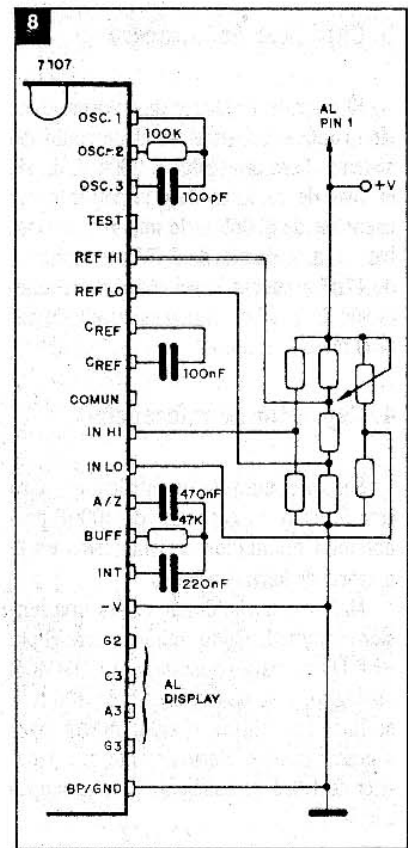 8
7107
OSC. 1
OSC. 2
100K
OSC. 3
100pF
TEST
REF HI
REF LO
CREF
CREF
100nF
COMUN
IN HI
IN LO
A/Z
470nF
BUFF
47K
INT
220nF
-V
G2
C3
A3
G3
AL
DISPLAY
BP/GND
AL
PIN 1
+V